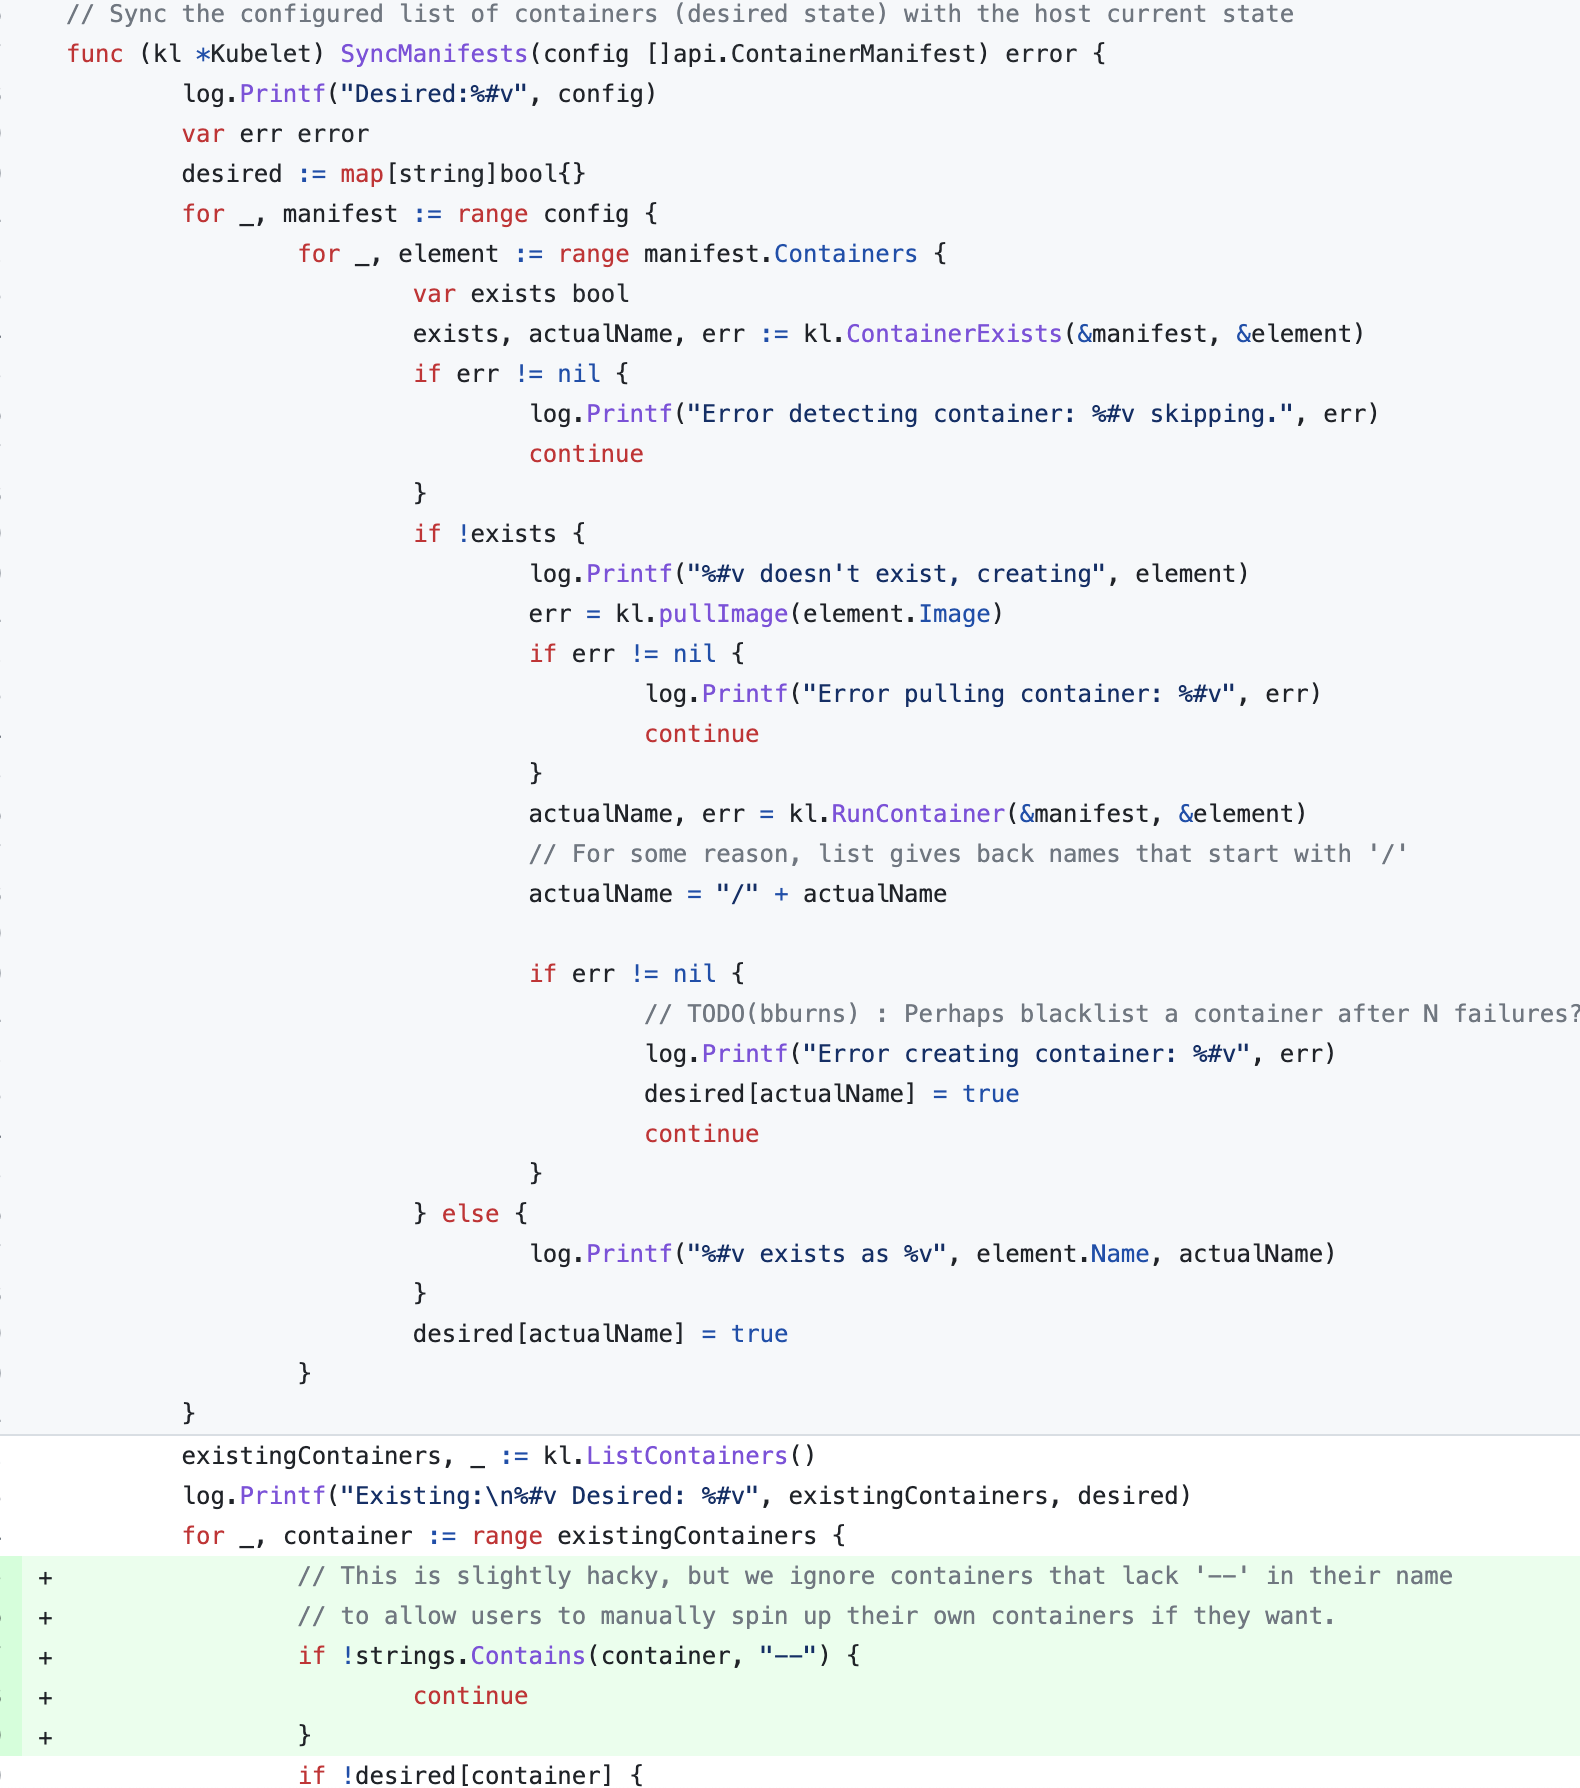 // Sync the configured list of containers (desired state) with the host current state
func (kl *Kubelet) SyncManifests(config []api.ContainerManifest) error {
log.Printf("Desired:%#v", config)
var err error
desired := map[string]bool{}
for _, manifest := range config {
for _, element := range manifest.Containers {
var exists bool
exists, actualName, err := kl.ContainerExists(&manifest, &element)
if err != nil {
log.Printf("Error detecting container: %#v skipping.", err)
continue
}
if !exists {
log.Printf("%#v doesn't exist, creating", element)
err = kl.pullImage(element.Image)
if err != nil {
log.Printf("Error pulling container: %#v", err)
continue
}
actualName, err = kl.RunContainer(&manifest, &element)
// For some reason, list gives back names that start with '/'
actualName = "/" + actualName
if err != nil {
// TODO(bburns) : Perhaps blacklist a container after N failures?
log.Printf("Error creating container: %#v", err)
desired[actualName] = true
continue
}
} else {
log.Printf("%#v exists as %v", element.Name, actualName)
}
desired[actualName] = true
}
}
existingContainers, _ := kl.ListContainers()
log.Printf("Existing:\n%#v Desired: %#v", existingContainers, desired)
for _, container := range existingContainers {
+ // This is slightly hacky, but we ignore containers that lack '--' in their name
+ // to allow users to manually spin up their own containers if they want.
+ if !strings.Contains(container, "--") {
+ continue
+ }
if !desired[container] {